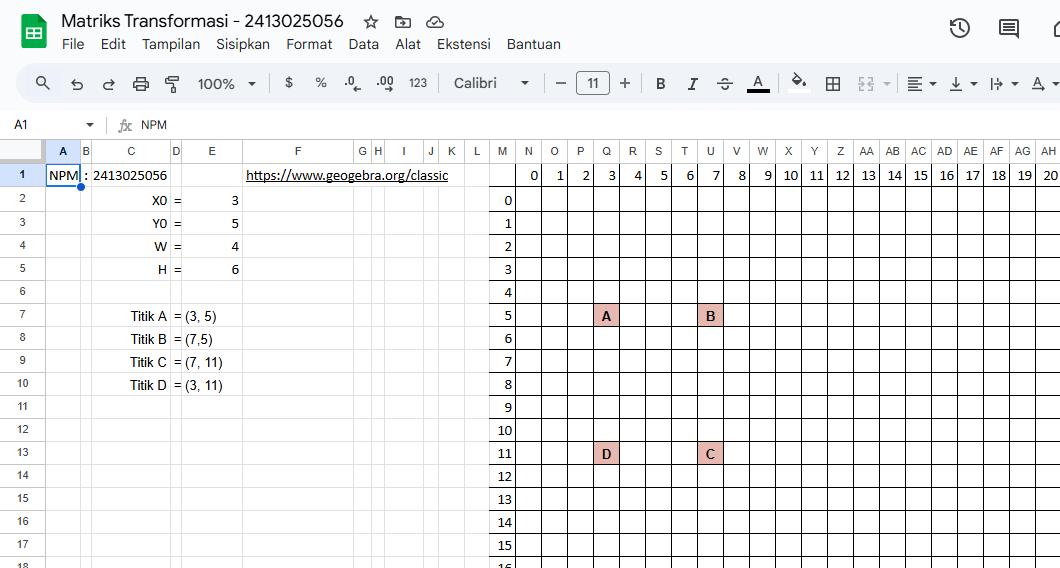 Matriks Transformasi - 2413025056
File Edit Tampilan Sisipkan Format Data Alat Ekstensi Bantuan
100% $ % .0 .00 123 Calibri 11 B I A A
A1 fx NPM
A B C D E F G H I J K L M N O P Q R S T U V W X Y Z AA AB AC AD AE AF AG AH
1 NPM : 2413025056 https://www.geogebra.org/classic 0 1 2 3 4 5 6 7 8 9 10 11 12 13 14 15 16 17 18 19 20
2 X0 = 3 0
3 Y0 = 5 1
4 W = 4 2
5 H = 6 3
6 4
7 Titik A = (3, 5) 5 A B
8 Titik B = (7,5) 6
9 Titik C = (7, 11) 7
10 Titik D = (3, 11) 8
11 9
12 10
13 11 D C
14 12
15 13
16 14
17 15
18 16